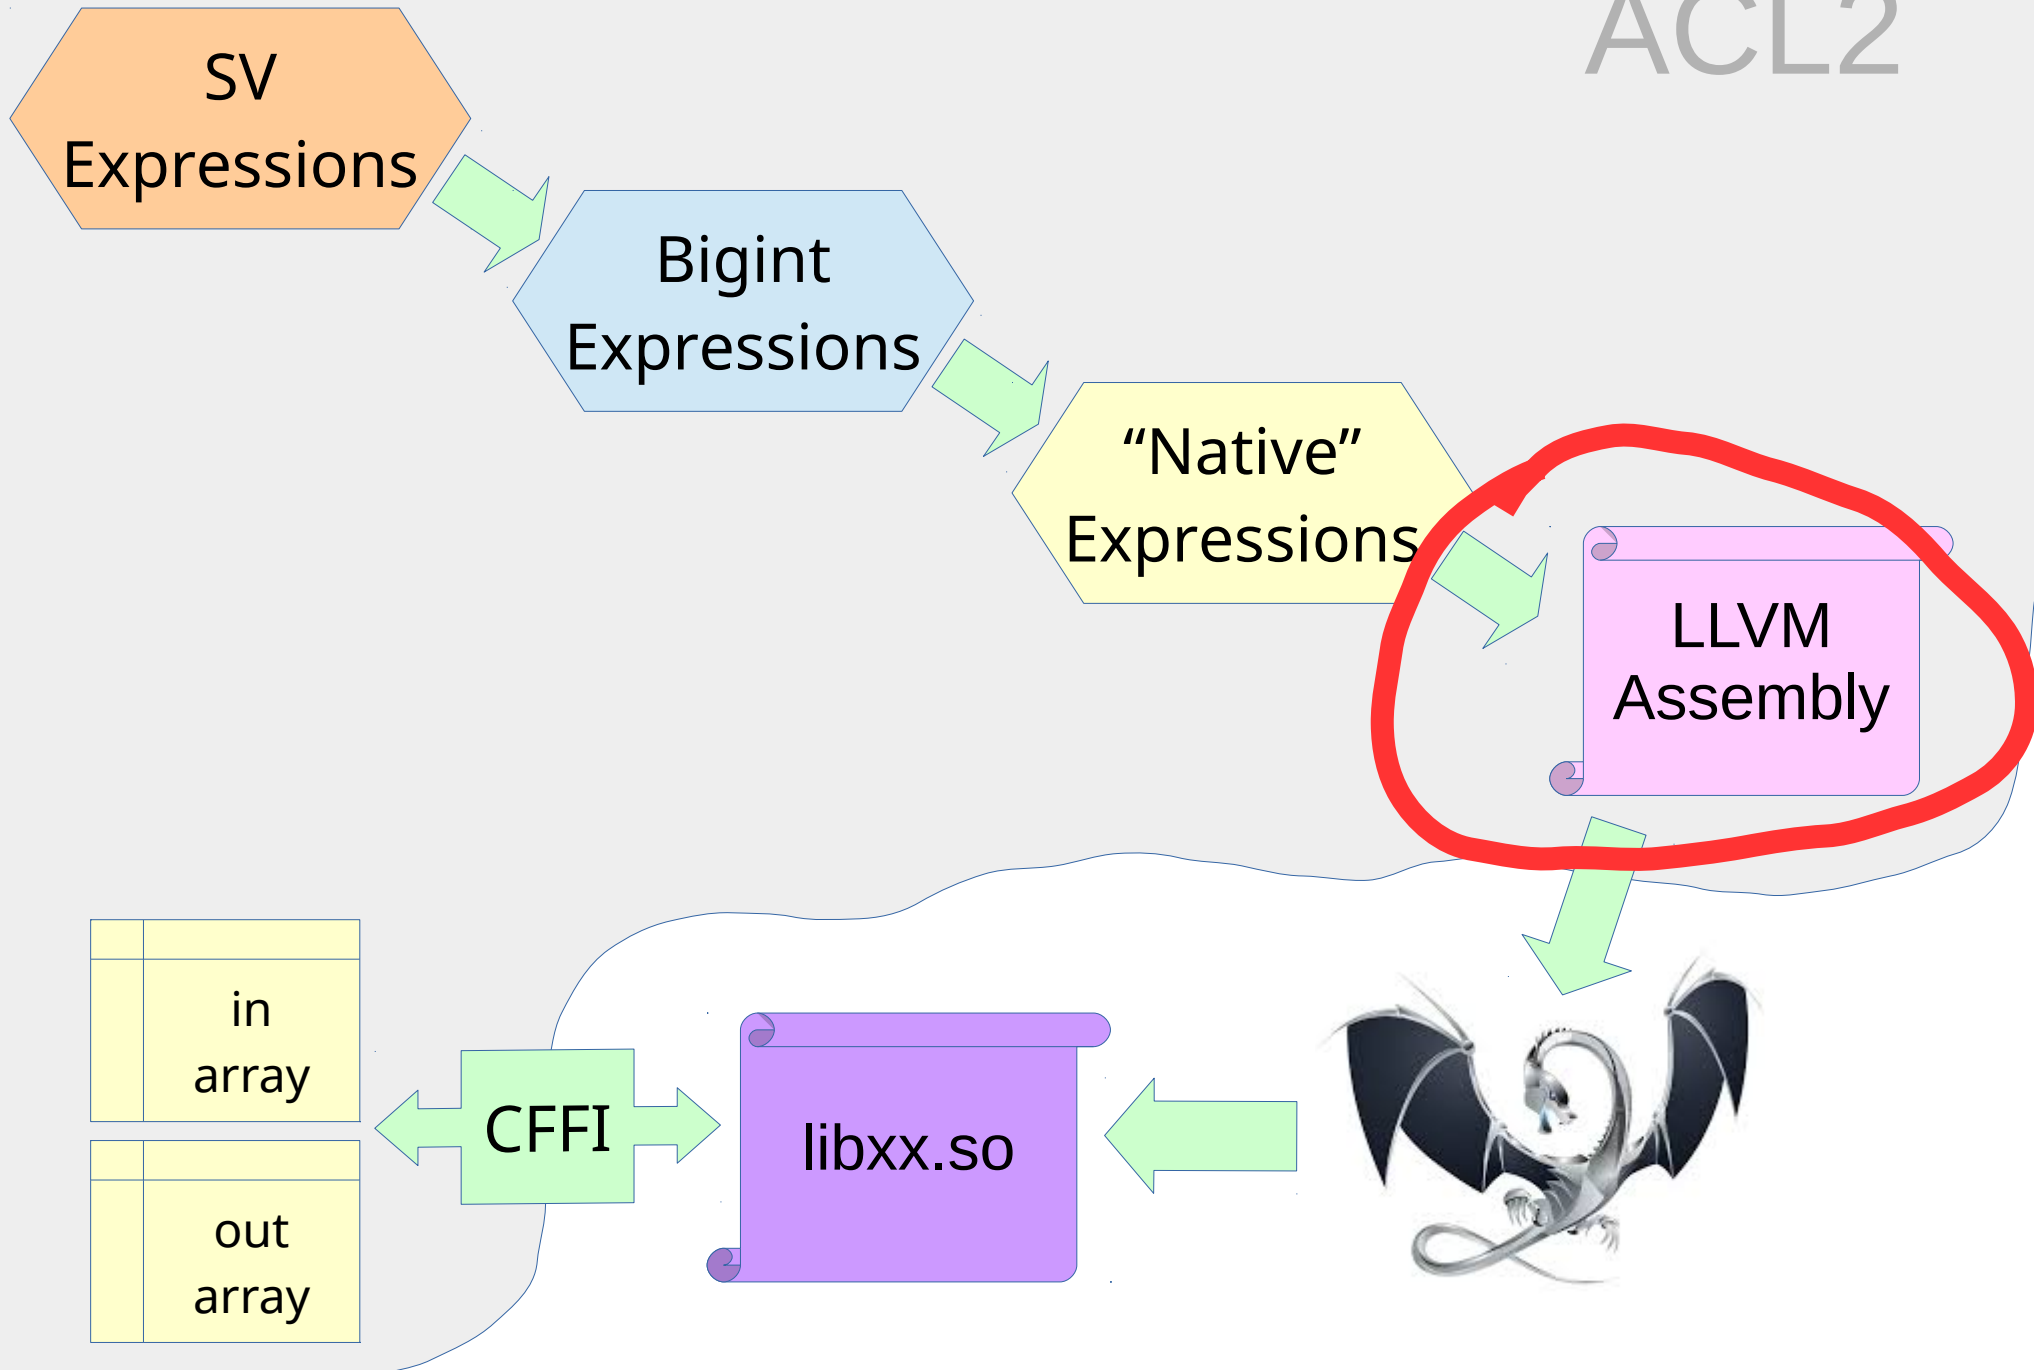 ACL2
SV
Expressions
Bigint
Expressions
“Native”
Expressions
LLVM
Assembly
in
array
CFFI
libxx.so
out
array